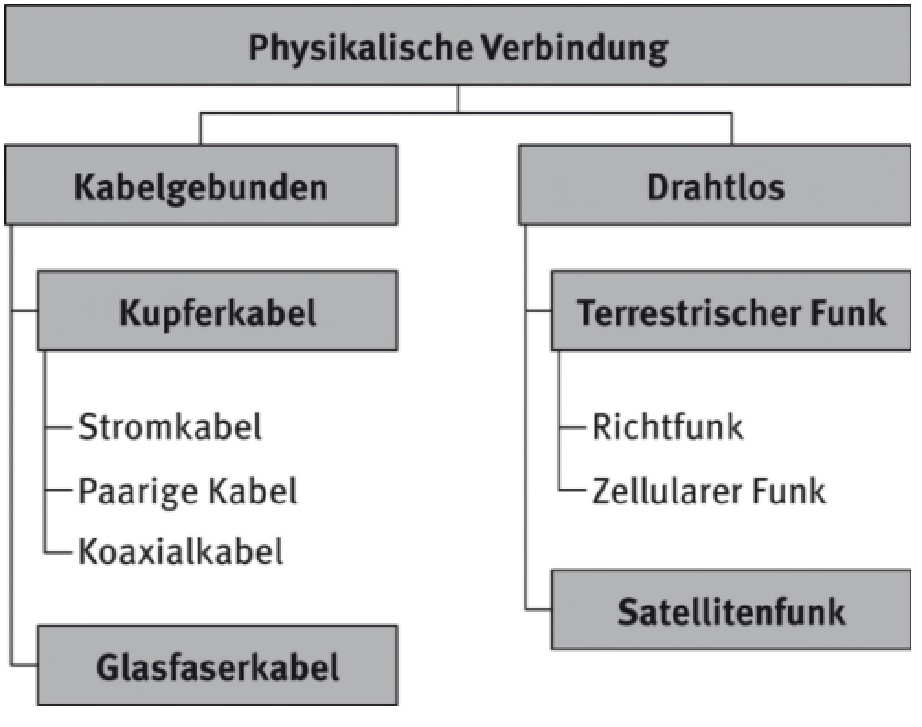 Physikalische Verbindung
Kabelgebunden
Kupferkabel
Stromkabel
Paarige Kabel
Koaxialkabel
Glasfaserkabel
Drahtlos
Terrestrischer Funk
Richtfunk
Zellularer Funk
Satellitenfunk